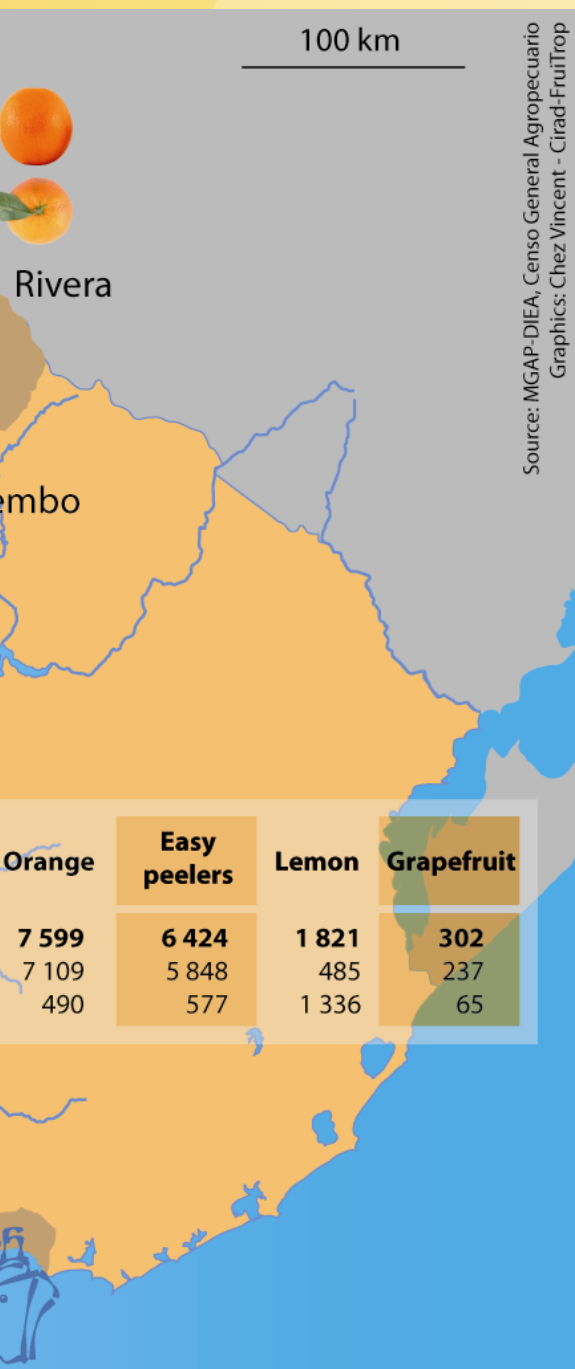 100 km
Source: MGAP-DIEA, Censo General Agropecuario
Graphics: Chez Vincent - Cirad-FruiTrop
Rivera
embo
Orange Easy peelers Lemon Grapefruit
7 599 6 424 1 821 302
7 109 5 848 485 237
490 577 1 336 65